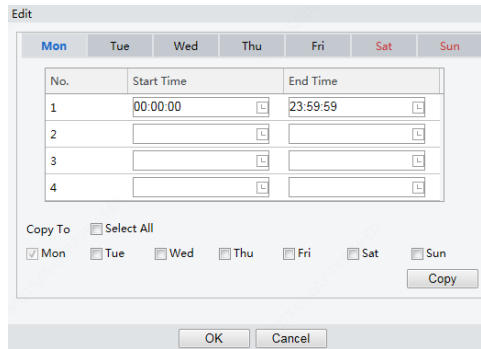 Edit
Mon Tue Wed Thu Fri Sat Sun
No. Start Time End Time
1 00:00:00 23:59:59
2
3
4
Copy To Select All
Mon Tue Wed Thu Fri Sat Sun
Copy
OK Cancel